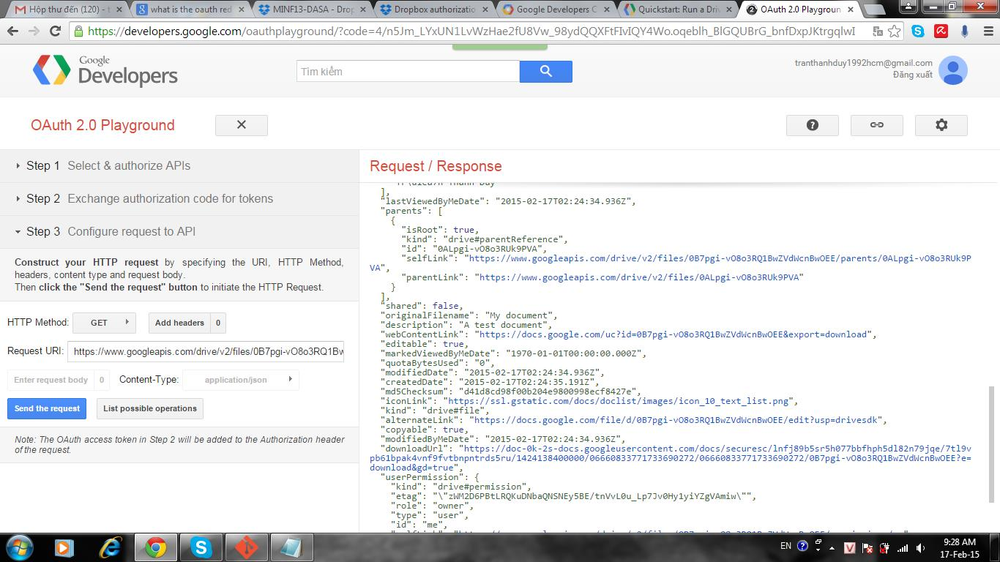 Hộp thư đến (120) - t
what is the oauth red
MINF13-DASA - Drop
Dropbox authorizatio
Google Developers C
Quickstart: Run a Driv
OAuth 2.0 Playgroun
https://developers.google.com/oauthplayground/?code=4/n5Im_LYxUN1LvWzHae2fU8Vw_98ydQQXFtFIvIQY4Wo.oqeblh_BlGQUBrG_bnfDxpJKtrgqlwI
Google
Developers
Tìm kiếm
tranthanhduy1992hcm@gmail.com
Đăng xuất
OAuth 2.0 Playground
Step 1 Select & authorize APIs
Step 2 Exchange authorization code for tokens
Step 3 Configure request to API
Construct your HTTP request by specifying the URI, HTTP Method,
headers, content type and request body.
Then click the "Send the request" button to initiate the HTTP Request.
HTTP Method: GET Add headers 0
Request URI: https://www.googleapis.com/drive/v2/files/0B7pgi-vO8o3RQ1Bw
Enter request body 0 Content-Type: application/json
Send the request List possible operations
Note: The OAuth access token in Step 2 will be added to the Authorization header
of the request.
Request / Response
],
"lastViewedByMeDate": "2015-02-17T02:24:34.936Z",
"parents": [
{
"isRoot": true,
"kind": "drive#parentReference",
"id": "0ALpgi-vO8o3RUk9PVA",
"selfLink": "https://www.googleapis.com/drive/v2/files/0B7pgi-vO8o3RQ1BwZVdWcnBwOEE/parents/0ALpgi-vO8o3RUk9P
VA",
"parentLink": "https://www.googleapis.com/drive/v2/files/0ALpgi-vO8o3RUk9PVA"
}
],
"shared": false,
"originalFilename": "My document",
"description": "A test document",
"webContentLink": "https://docs.google.com/uc?id=0B7pgi-vO8o3RQ1BwZVdWcnBwOEE&export=download",
"editable": true,
"markedViewedByMeDate": "1970-01-01T00:00:00.000Z",
"quotaBytesUsed": "0",
"modifiedDate": "2015-02-17T02:24:34.936Z",
"createdDate": "2015-02-17T02:24:35.191Z",
"md5Checksum": "d41d8cd98f00b204e9800998ecf8427e",
"iconLink": "https://ssl.gstatic.com/docs/doclist/images/icon_10_text_list.png",
"kind": "drive#file",
"alternateLink": "https://docs.google.com/file/d/0B7pgi-vO8o3RQ1BwZVdWcnBwOEE/edit?usp=drivesdk",
"copyable": true,
"modifiedByMeDate": "2015-02-17T02:24:34.936Z",
"downloadUrl": "https://doc-0k-2s-docs.googleusercontent.com/docs/securesc/lnfj89b5sr5h077bbfhph5dl82n79jqe/7tl9v
pb61bpak4vnf9fvtbnpntrds5ru/1424138400000/06660833771733690272/06660833771733690272/0B7pgi-vO8o3RQ1BwZVdWcnBwOEE?e=
download&gd=true",
"userPermission": {
"kind": "drive#permission",
"etag": "\"zWM2D6PBtLRQKuDNbaQNSNEy5BE/tnVvL0u_Lp7Jv0Hy1yiYZgVAmiw\"",
"role": "owner",
"type": "user",
"id": "me",
EN
9:28 AM
17-Feb-15